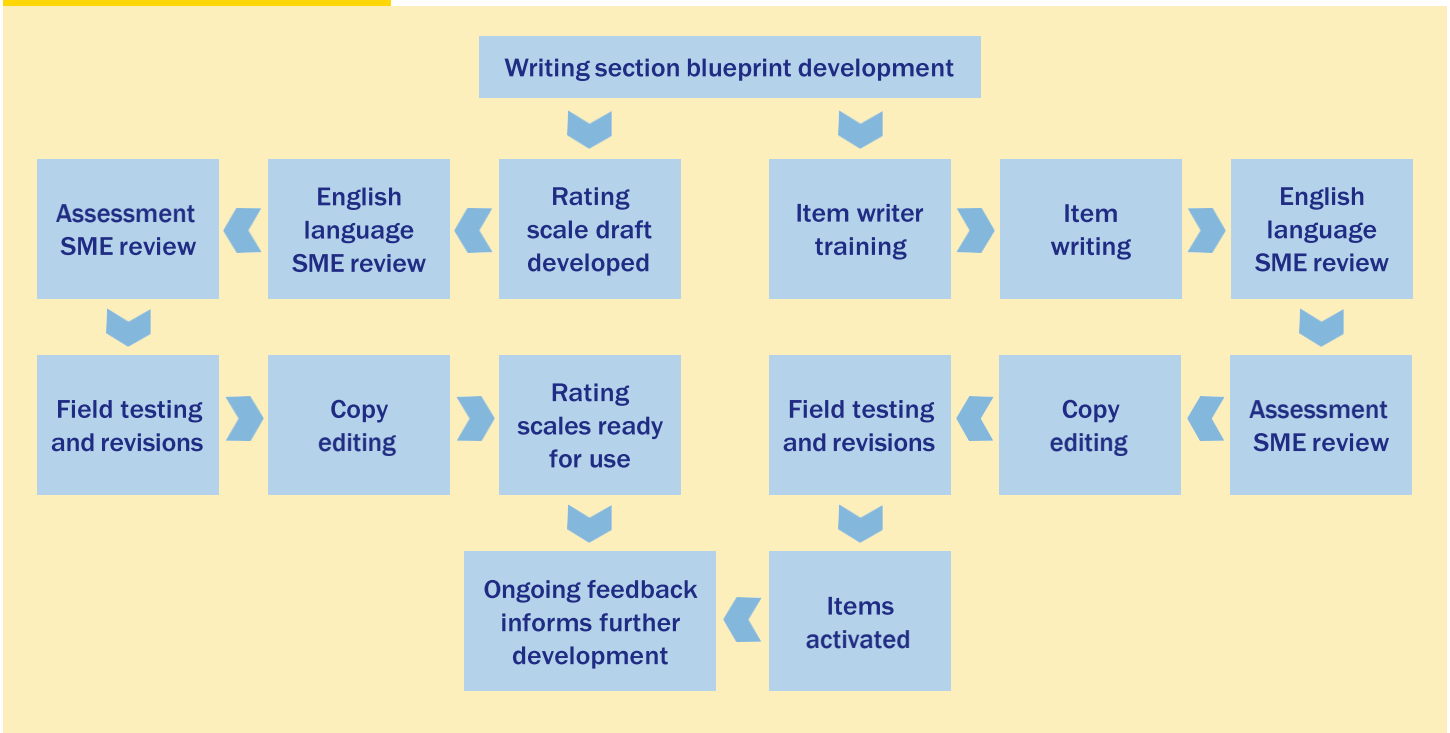 Writing section blueprint development
Assessment
SME review
English
language
SME review
Rating
scale draft
developed
Item writer
training
Item
writing
English
language
SME review
Field testing
and revisions
Copy
editing
Rating
scales ready
for use
Field testing
and revisions
Copy
editing
Assessment
SME review
Ongoing feedback
informs further
development
Items
activated